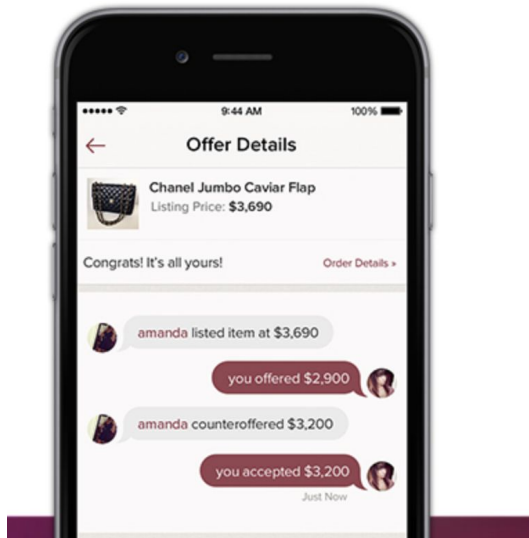 9:44 AM
100%
Offer Details
Chanel Jumbo Caviar Flap
Listing Price: $3,690
Congrats! It's all yours!
Order Details »
amanda listed item at $3,690
you offered $2,900
amanda counteroffered $3,200
you accepted $3,200
Just Now